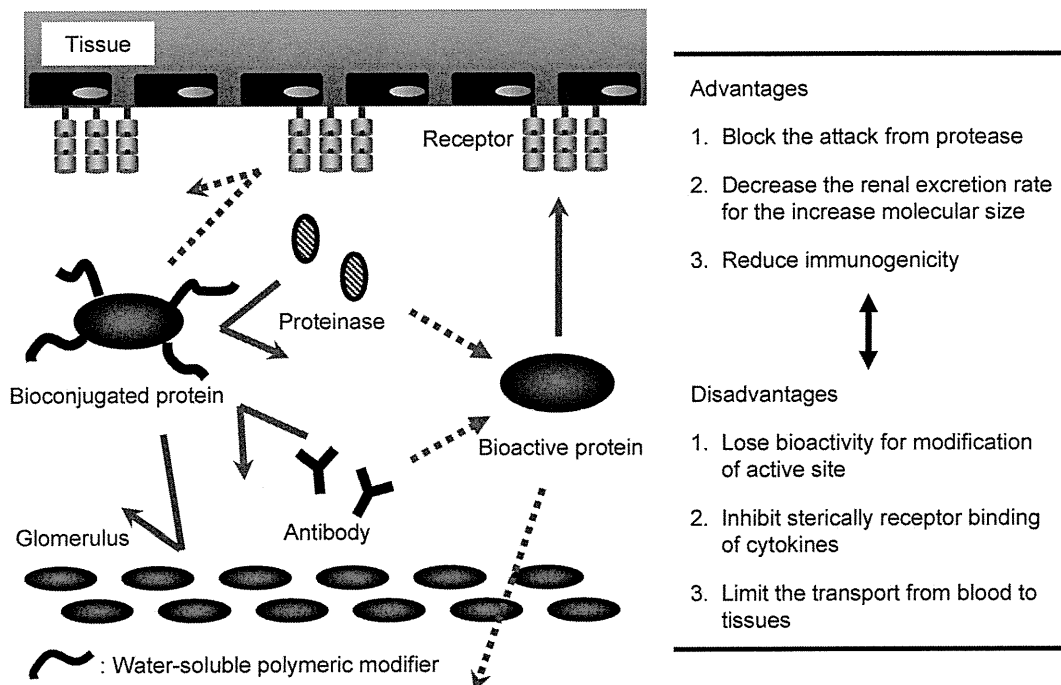 Tissue
Receptor
Proteinase
Bioconjugated protein
Bioactive protein
Antibody
Glomerulus
: Water-soluble polymeric modifier
Advantages
1. Block the attack from protease
2. Decrease the renal excretion rate
for the increase molecular size
3. Reduce immunogenicity
Disadvantages
1. Lose bioactivity for modification
of active site
2. Inhibit sterically receptor binding
of cytokines
3. Limit the transport from blood to
tissues